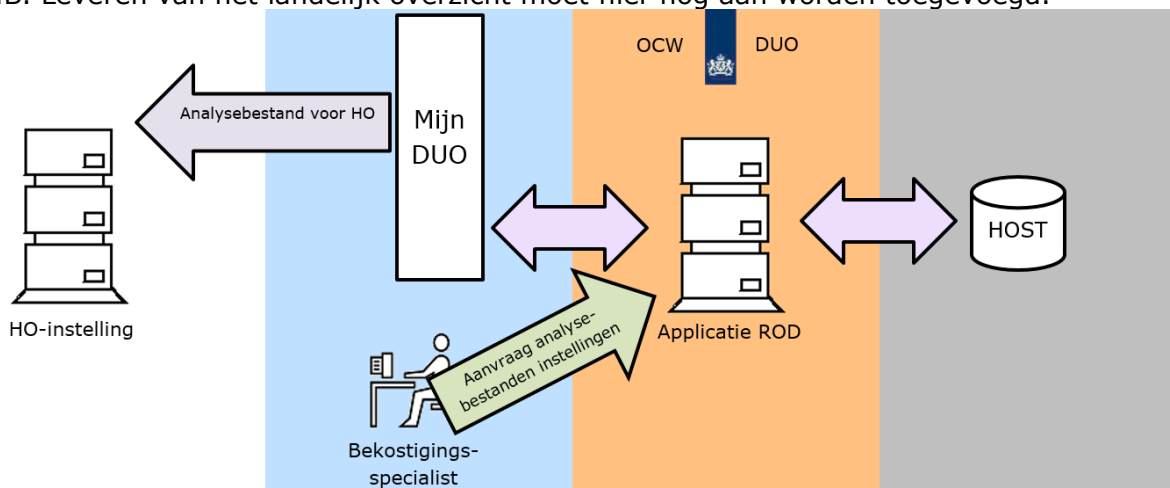 Leveren van het landelijk overzicht moet hier nog aan worden toegevoegd.
OCW DUO
Analysebestand voor HO
Mijn
DUO
HOST
HO-instelling
Applicatie ROD
Aanvraag analyse-
bestanden instellingen
Bekostigings-
specialist